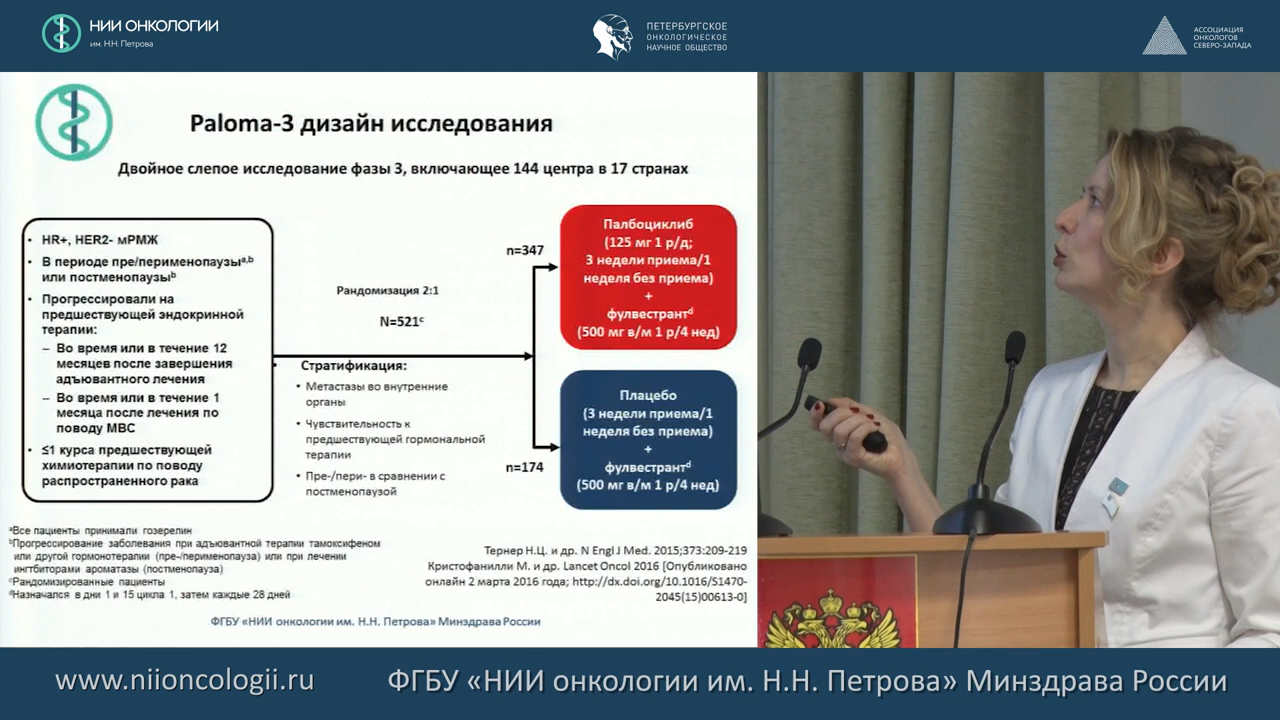 НИИ ОНКОЛОГИИ
им. Н.Н. Петрова
ПЕТЕРБУРГСКОЕ
ОНКОЛОГИЧЕСКОЕ
НАУЧНОЕ ОБЩЕСТВО
АССОЦИАЦИЯ
ОНКОЛОГОВ
СЕВЕРО-ЗАПАДА
Paloma-3 дизайн исследования
Двойное слепое исследование фазы 3, включающее 144 центра в 17 странах
• HR+, HER2- мРМЖ
• В периоде пре/перименопаузыa,b
или постменопаузыb
• Прогрессировали на
предшествующей эндокринной
терапии:
– Во время или в течение 12
месяцев после завершения
адъювантного лечения
– Во время или в течение 1
месяца после лечения по
поводу МВС
• ≤1 курса предшествующей
химиотерапии по поводу
распространенного рака
Рандомизация 2:1
N=521c
• Стратификация:
• Метастазы во внутренние
органы
• Чувствительность к
предшествующей гормональной
терапии
• Пре-/пери- в сравнении с
постменопаузой
n=347
Палбоциклиб
(125 мг 1 р/д;
3 недели приема/1
неделя без приема)
+
фулвестрантd
(500 мг в/м 1 р/4 нед)
n=174
Плацебо
(3 недели приема/1
неделя без приема)
+
фулвестрантd
(500 мг в/м 1 р/4 нед)
aВсе пациенты принимали гозерелин
bПрогрессирование заболевания при адъювантной терапии тамоксифеном
или другой гормонотерапии (пре-/перименопауза) или при лечении
ингтбиторами ароматазы (постменопауза)
cРандомизированные пациенты
dНазначался в дни 1 и 15 цикла 1, затем каждые 28 дней
Тернер Н.Ц. и др. N Engl J Med. 2015;373:209-219
Кристофанилли М. и др. Lancet Oncol 2016 [Опубликовано
онлайн 2 марта 2016 года; http://dx.doi.org/10.1016/S1470-
2045(15)00613-0]
ФГБУ «НИИ онкологии им. Н.Н. Петрова» Минздрава России
www.niioncologii.ru
ФГБУ «НИИ онкологии им. Н.Н. Петрова» Минздрава России